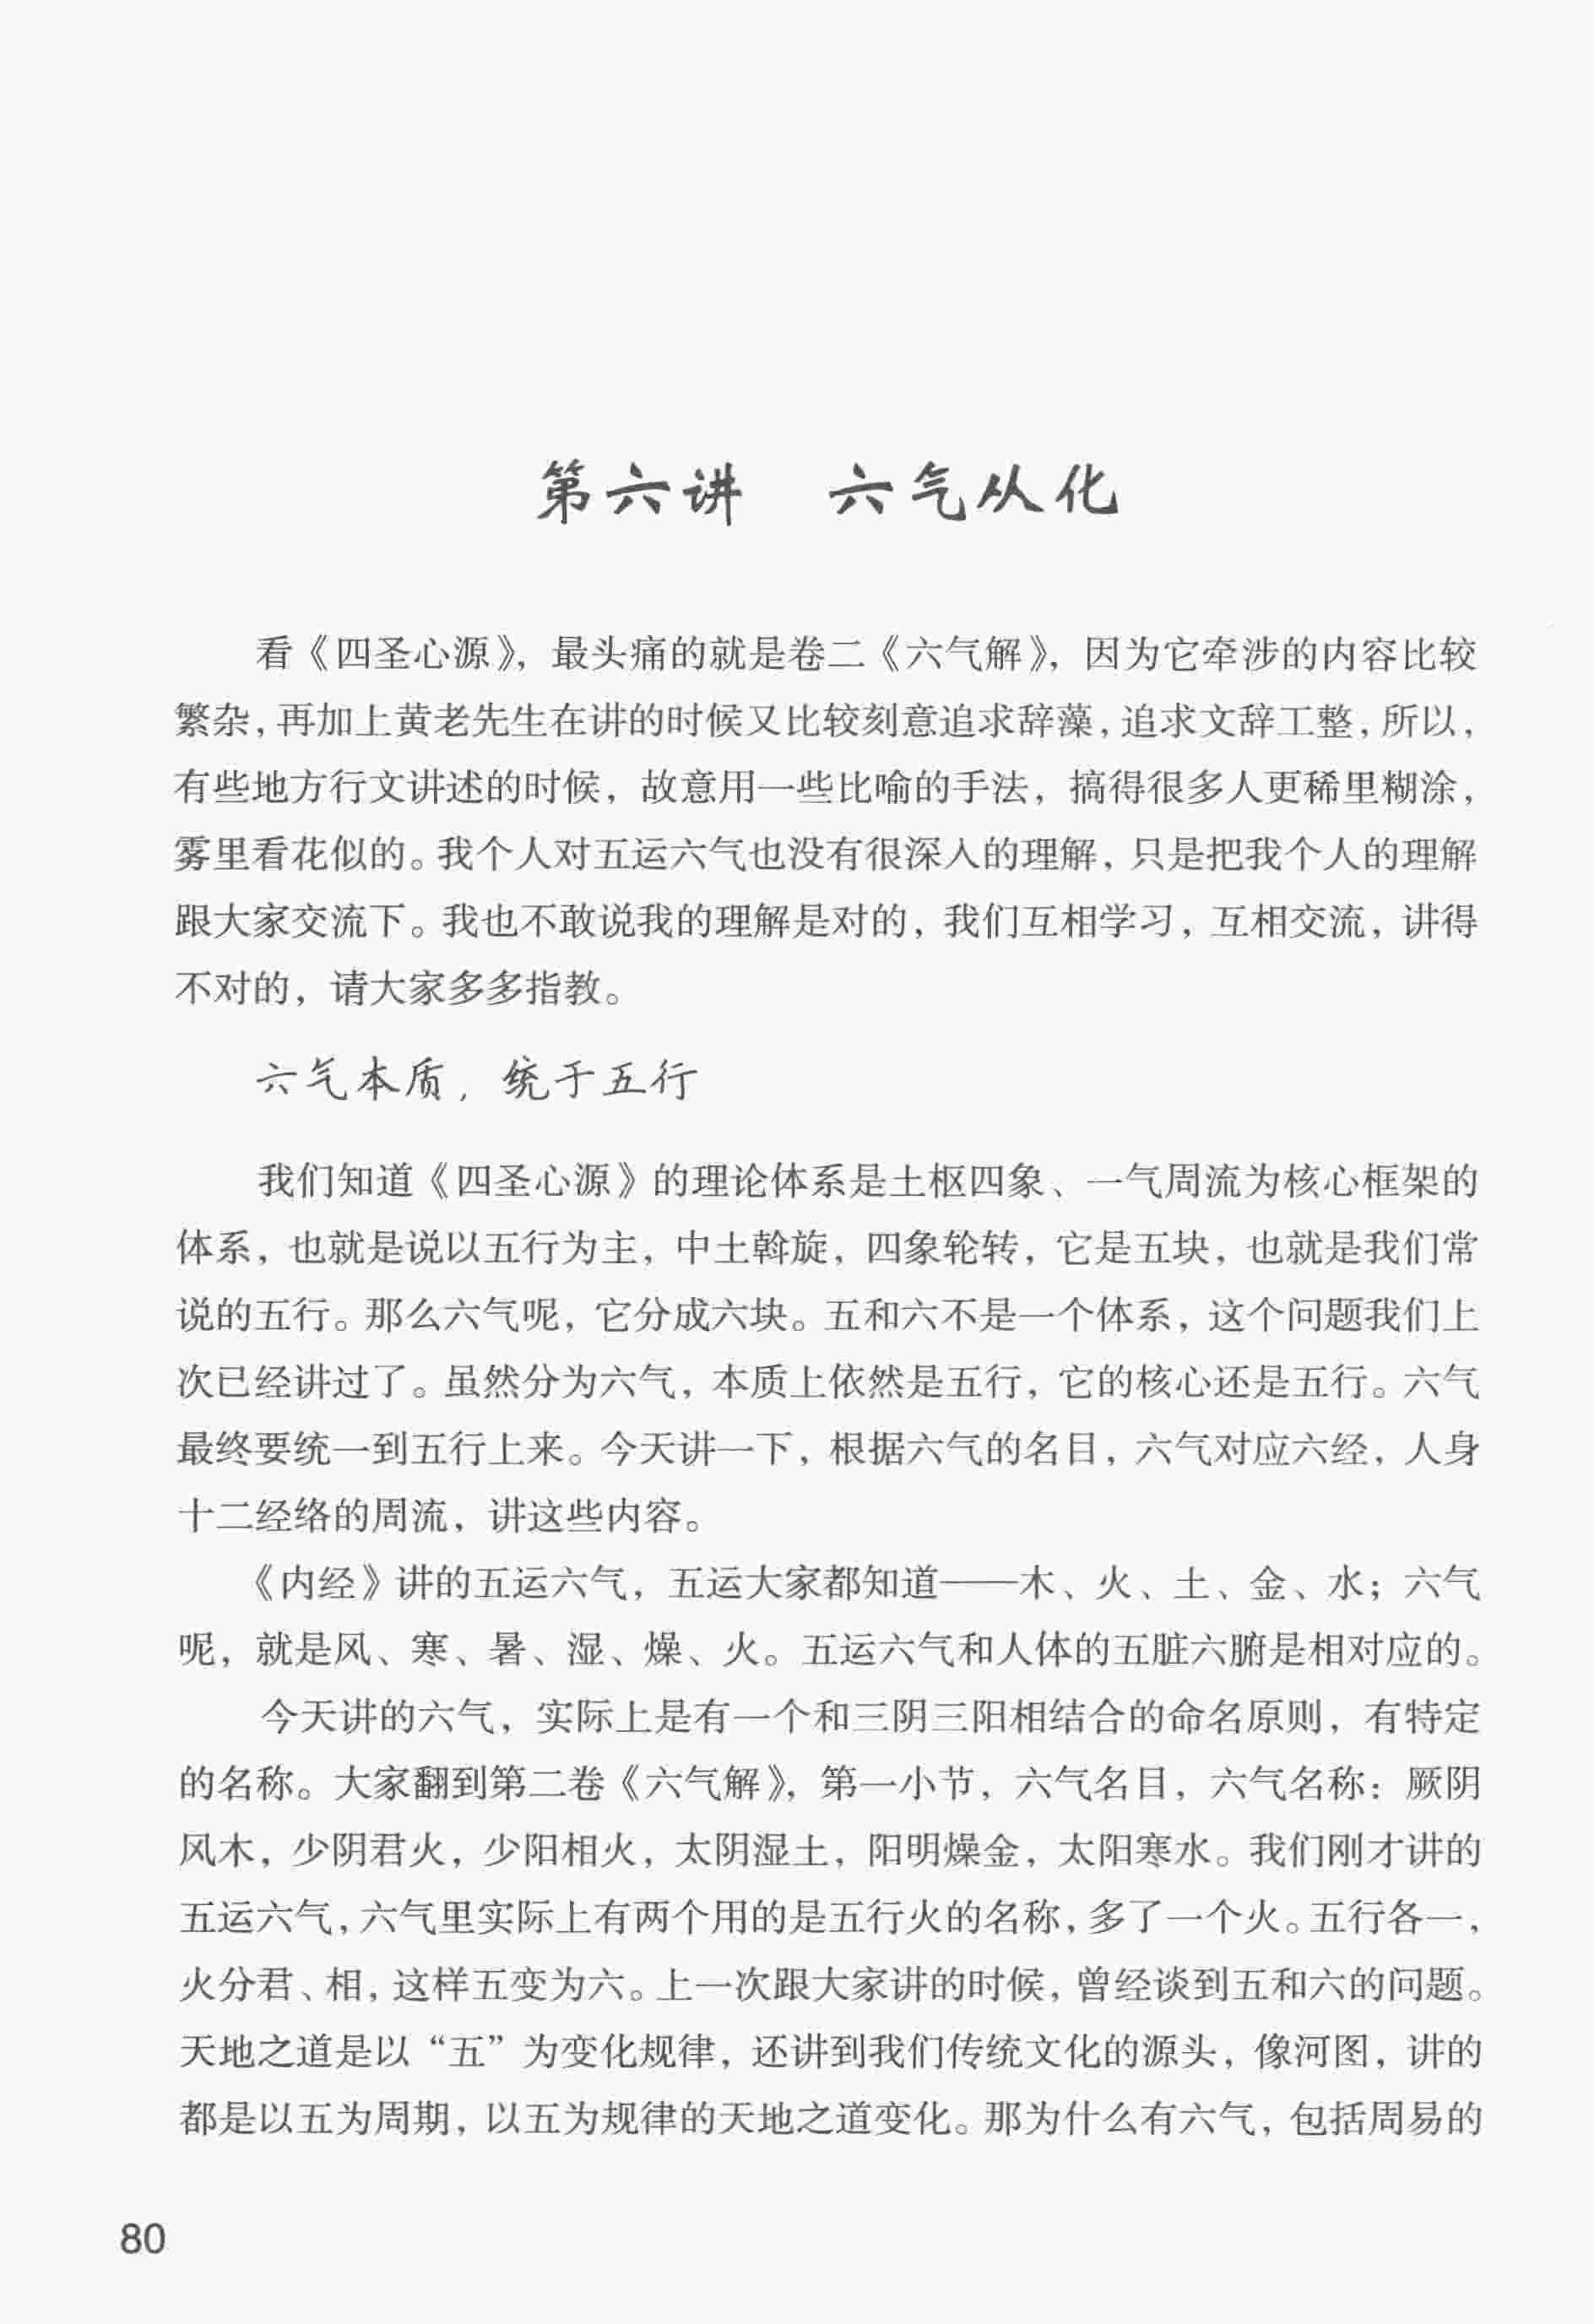 第六讲　六气从化
看《四圣心源》，最头痛的就是卷二《六气解》，因为它牵涉的内容比较
繁杂，再加上黄老先生在讲的时候又比较刻意追求辞藻，追求文辞工整，所以，
有些地方行文讲述的时候，故意用一些比喻的手法，搞得很多人更稀里糊涂，
雾里看花似的。我个人对五运六气也没有很深入的理解，只是把我个人的理解
跟大家交流下。我也不敢说我的理解是对的，我们互相学习，互相交流，讲得
不对的，请大家多多指教。
六气本质，统于五行
我们知道《四圣心源》的理论体系是土枢四象、一气周流为核心框架的
体系，也就是说以五行为主，中土斡旋，四象轮转，它是五块，也就是我们常
说的五行。那么六气呢，它分成六块。五和六不是一个体系，这个问题我们上
次已经讲过了。虽然分为六气，本质上依然是五行，它的核心还是五行。六气
最终要统一到五行上来。今天讲一下，根据六气的名目，六气对应六经，人身
十二经络的周流，讲这些内容。
《内经》讲的五运六气，五运大家都知道——木、火、土、金、水；六气
呢，就是风、寒、暑、湿、燥、火。五运六气和人体的五脏六腑是相对应的。
今天讲的六气，实际上是有一个和三阴三阳相结合的命名原则，有特定
的名称。大家翻到第二卷《六气解》，第一小节，六气名目，六气名称：厥阴
风木，少阴君火，少阳相火，太阴湿土，阳明燥金，太阳寒水。我们刚才讲的
五运六气，六气里实际上有两个用的是五行火的名称，多了一个火。五行各一，
火分君、相，这样五变为六。上一次跟大家讲的时候，曾经谈到五和六的问题。
天地之道是以“五”为变化规律，还讲到我们传统文化的源头，像河图，讲的
都是以五为周期，以五为规律的天地之道变化。那为什么有六气，包括周易的
80